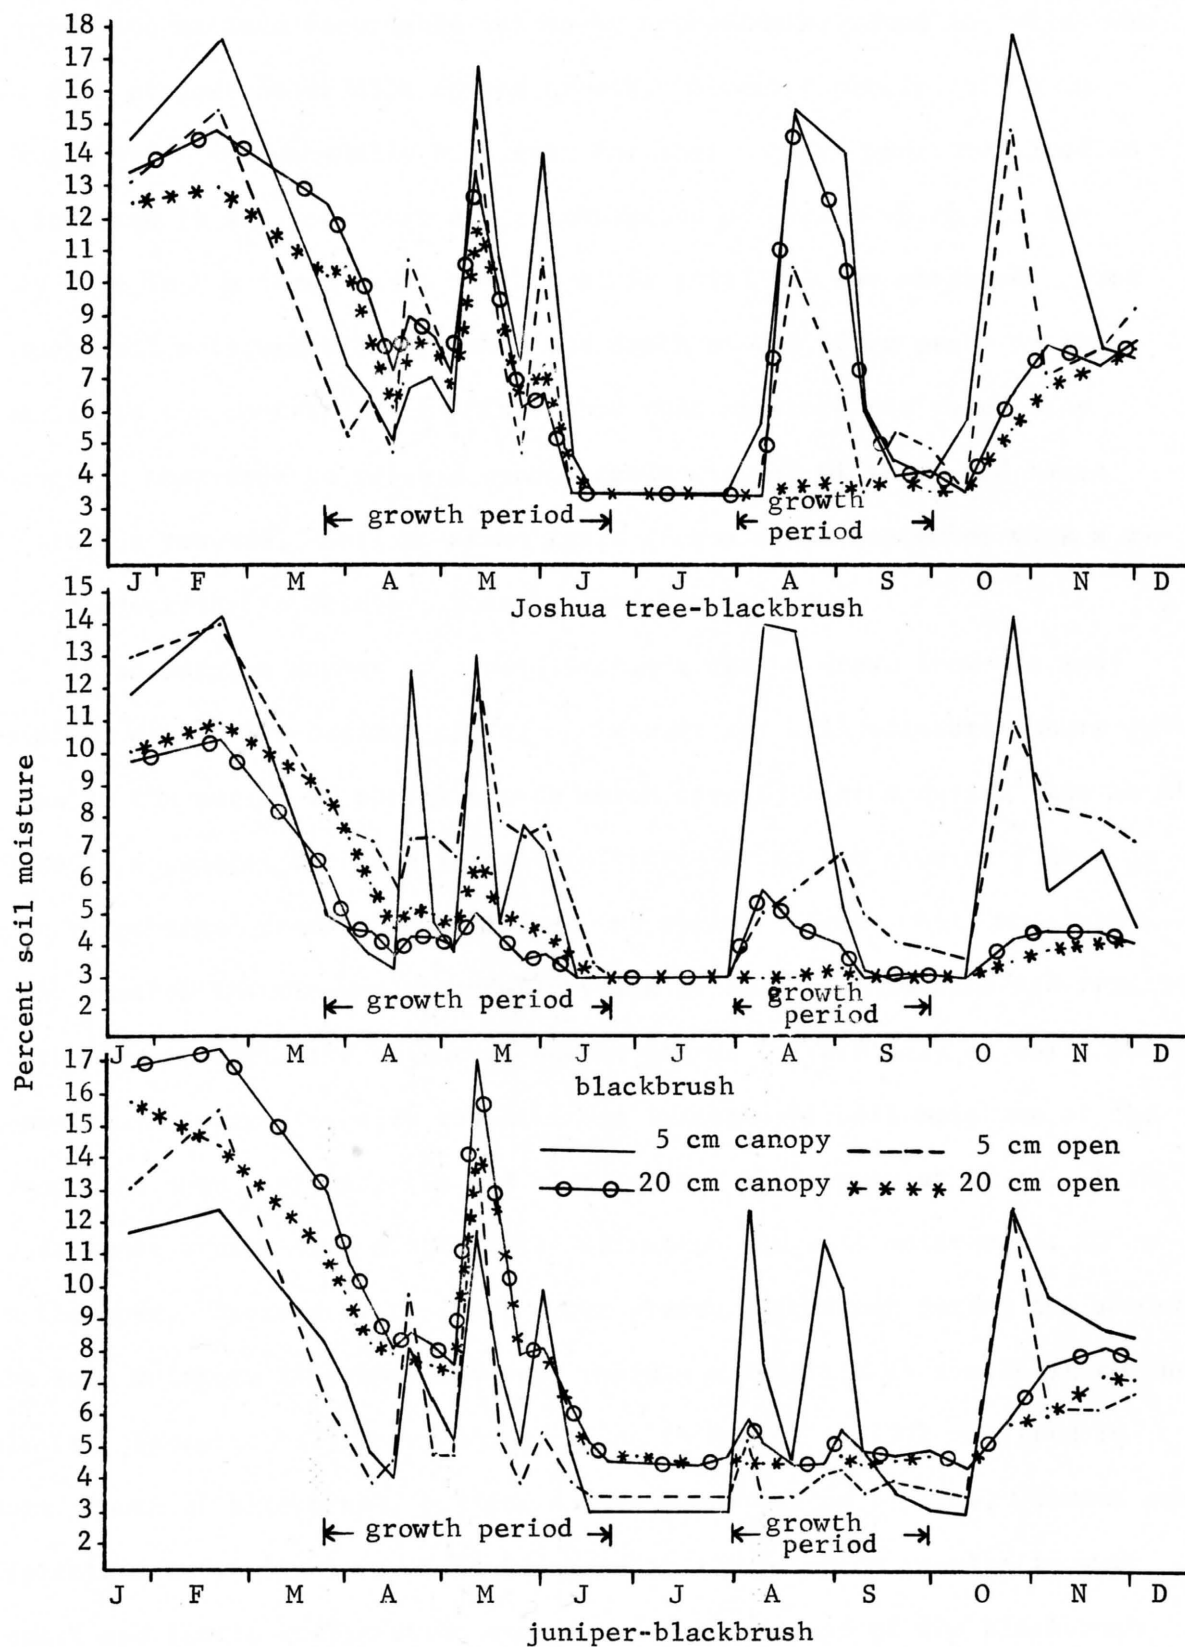 18
17
16
15
14
13
12
11
10
9
8
7
6
5
4
3
2
growth period
growth
period
J F M A M J J A S O N D
Joshua tree-blackbrush
Percent soil moisture
15
14
13
12
11
10
9
8
7
6
5
4
3
2
growth period
growth
period
J F M A M J J A S O N D
blackbrush
17
16
15
14
13
12
11
10
9
8
7
6
5
4
3
2
5 cm canopy 5 cm open
20 cm canopy 20 cm open
growth period
growth
period
J F M A M J J A S O N D
juniper-blackbrush